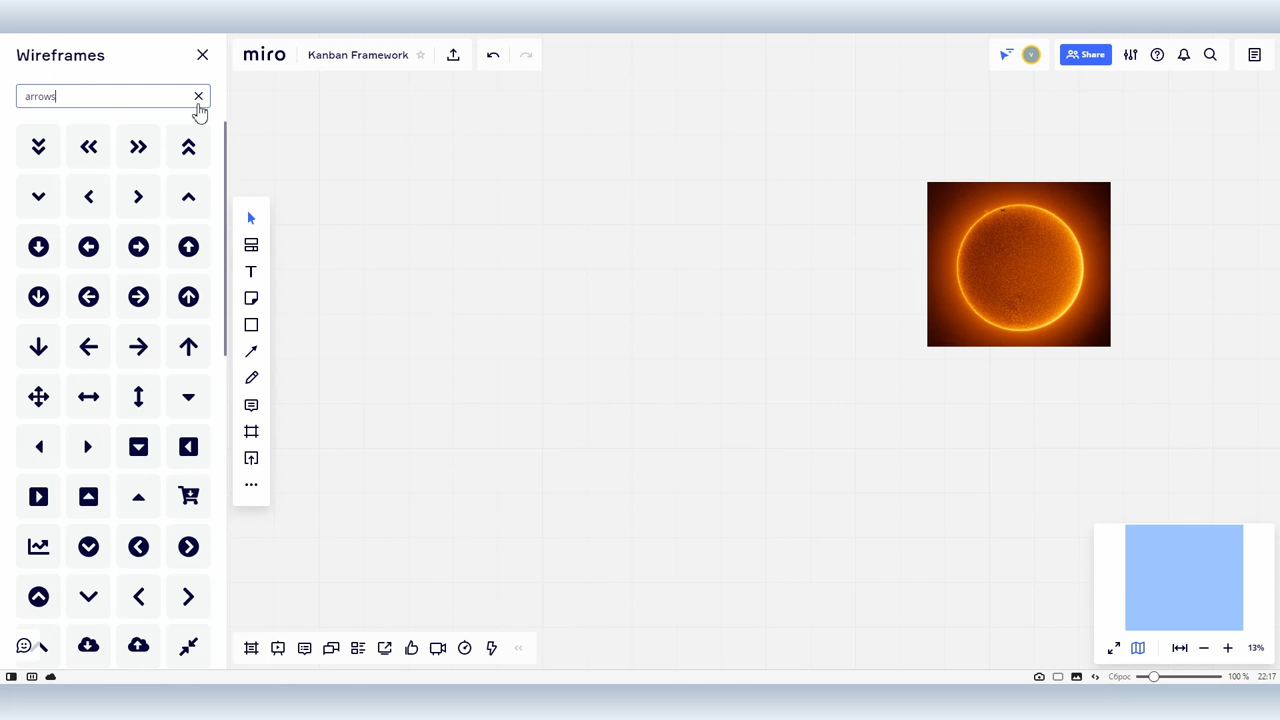 Wireframes
miro
Kanban Framework
Share
arrows
T
13%
Сброс
100 %
22:17